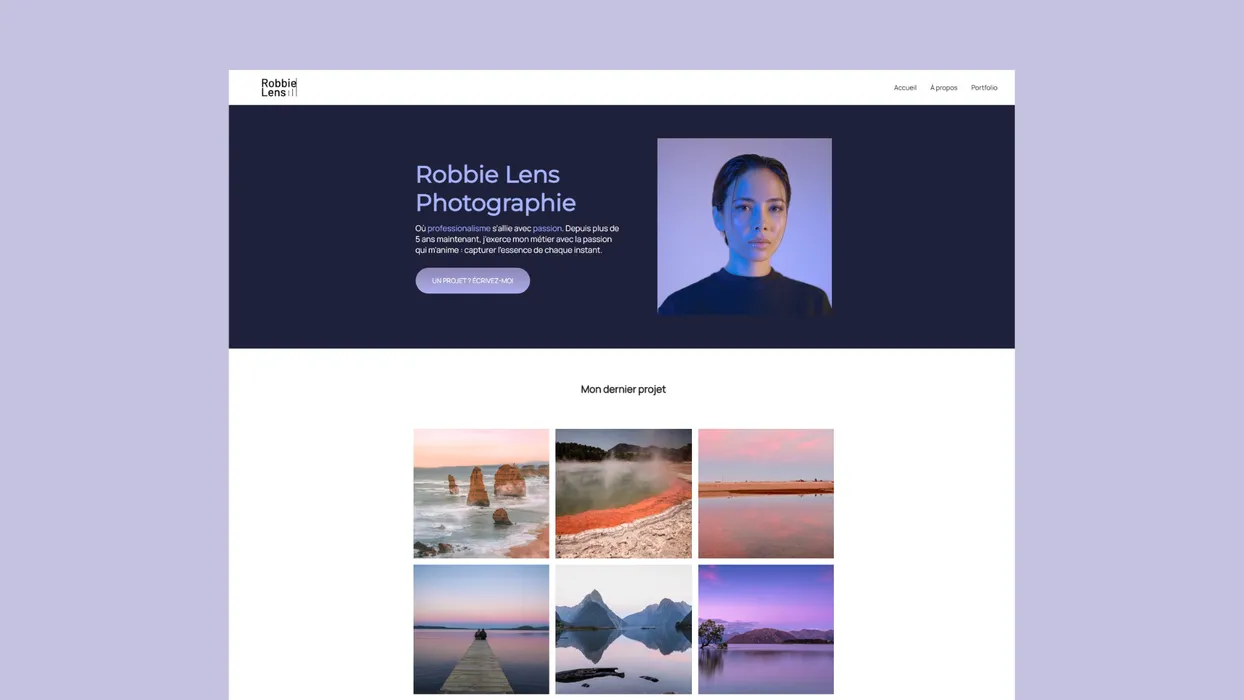 Robbie
Lens
Accueil À propos Portfolio
Robbie Lens
Photographie
Où professionalisme s'allie avec passion. Depuis plus de
5 ans maintenant, j'exerce mon métier avec la passion
qui m'anime : capturer l'essence de chaque instant.
UN PROJET ? ÉCRIVEZ-MOI
Mon dernier projet